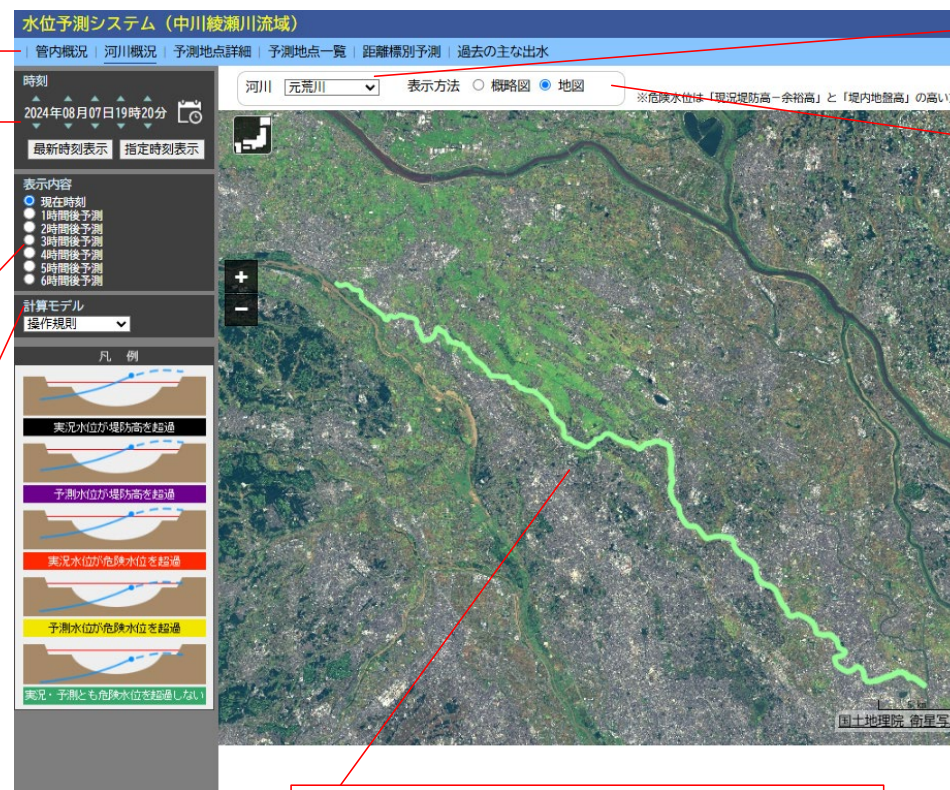 水位予測システム（中川綾瀬川流域）
| 管内概況 | 河川概況 | 予測地点詳細 | 予測地点一覧 | 距離標別予測 | 過去の主な出水
時刻
2024年08月07日19時20分
最新時刻表示 指定時刻表示
河川 元荒川 表示方法 概略図 地図
※危険水位は「現況堤防高－余裕高」と「堤内地盤高」の高い
表示内容
現在時刻
1時間後予測
2時間後予測
3時間後予測
4時間後予測
5時間後予測
6時間後予測
計算モデル
操作規則
凡 例
実況水位が堤防高を超過
予測水位が堤防高を超過
実況水位が危険水位を超過
予測水位が危険水位を超過
実況・予測とも危険水位を超過しない
+
−
国土地理院 衛星写